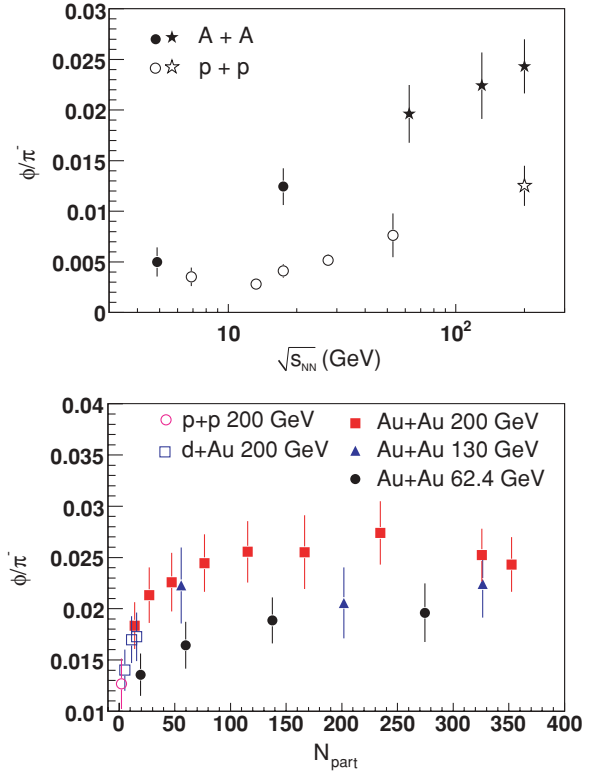 0.03
A + A
p + p
0.025
0.02
0.015
0.01
0.005
0
ϕ/π⁻
10
10²
√s_NN (GeV)
0.04
p+p 200 GeV
Au+Au 200 GeV
d+Au 200 GeV
Au+Au 130 GeV
0.035
Au+Au 62.4 GeV
0.03
0.025
0.02
0.015
0.01
ϕ/π⁻
0 50 100 150 200 250 300 350 400
N_part